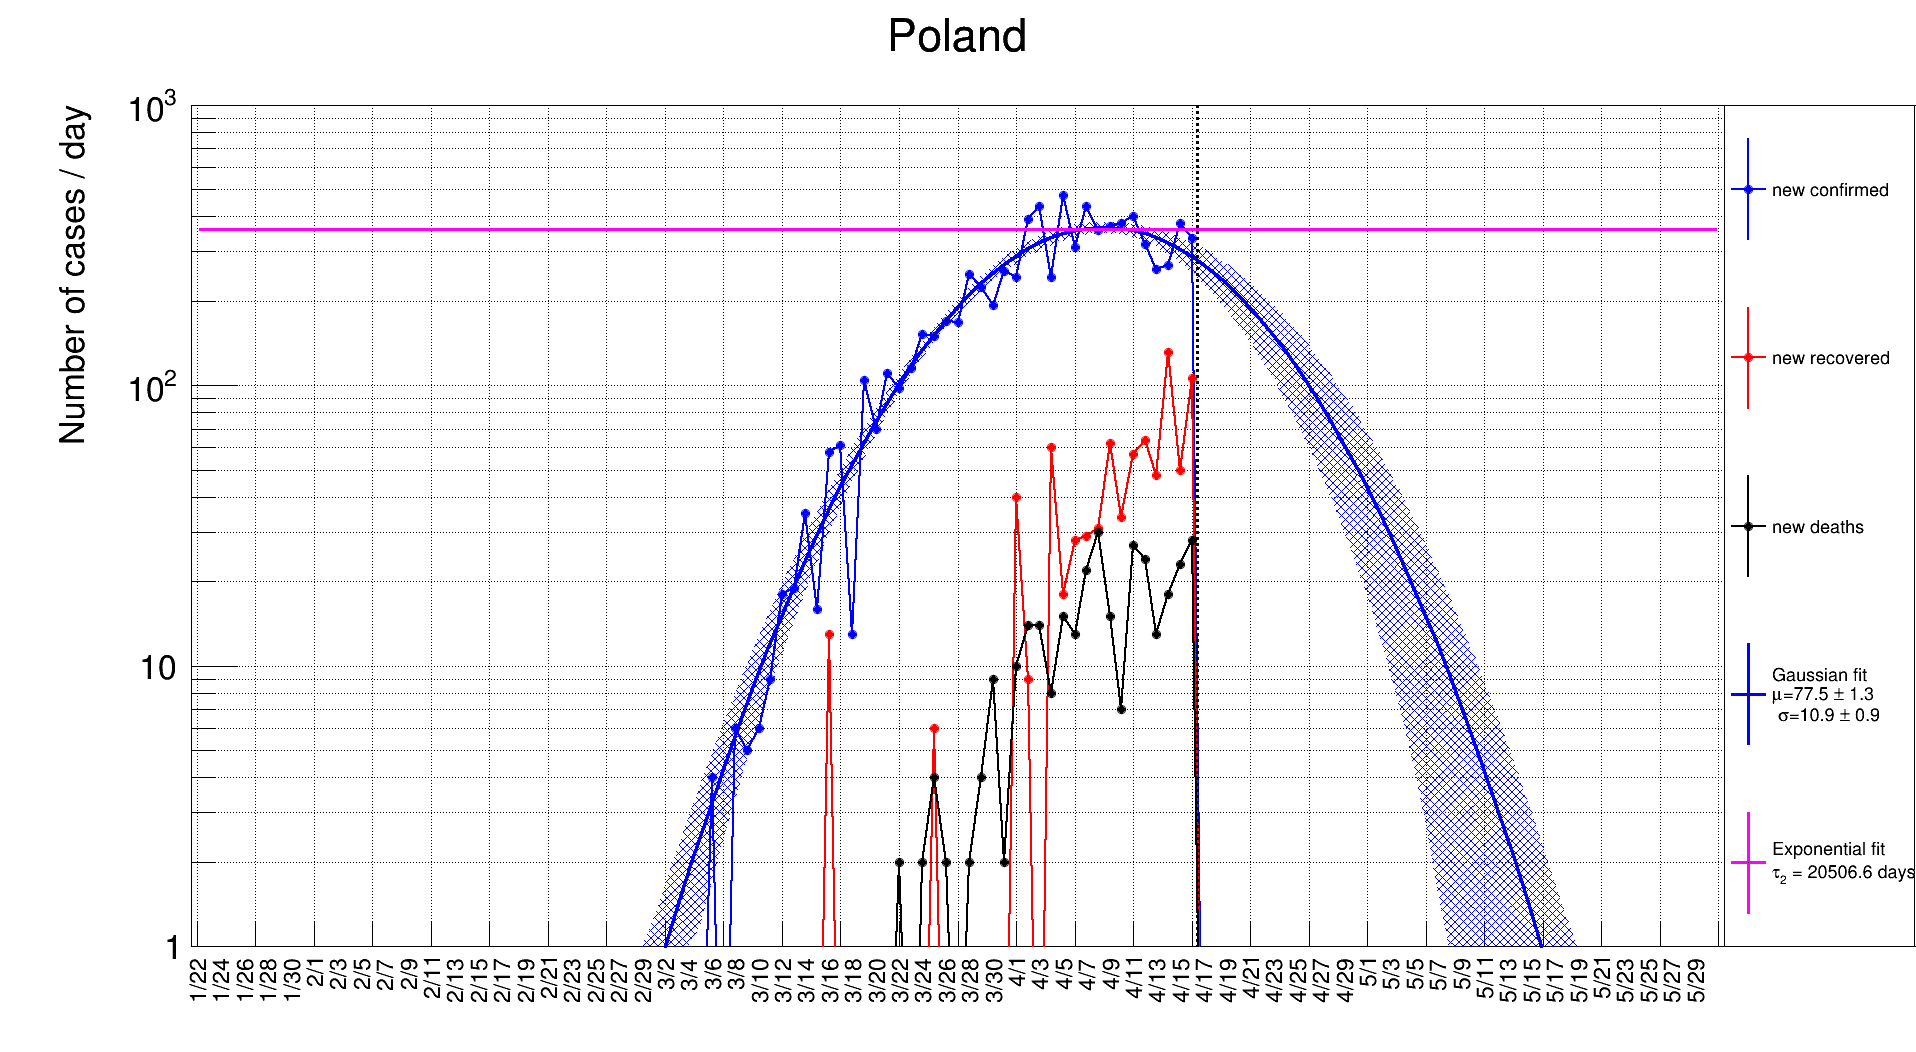 Poland
Number of cases / day
10³
10²
10
1
1/22 1/24 1/26 1/28 1/30 2/1 2/3 2/5 2/7 2/9 2/11 2/13 2/15 2/17 2/19 2/21 2/23 2/25 2/27 2/29 3/2 3/4 3/6 3/8 3/10 3/12 3/14 3/16 3/18 3/20 3/22 3/24 3/26 3/28 3/30 4/1 4/3 4/5 4/7 4/9 4/11 4/13 4/15 4/17 4/19 4/21 4/23 4/25 4/27 4/29 5/1 5/3 5/5 5/7 5/9 5/11 5/13 5/15 5/17 5/19 5/21 5/23 5/25 5/27 5/29
new confirmed
new recovered
new deaths
Gaussian fit
μ=77.5 ± 1.3
σ=10.9 ± 0.9
Exponential fit
τ₂ = 20506.6 days